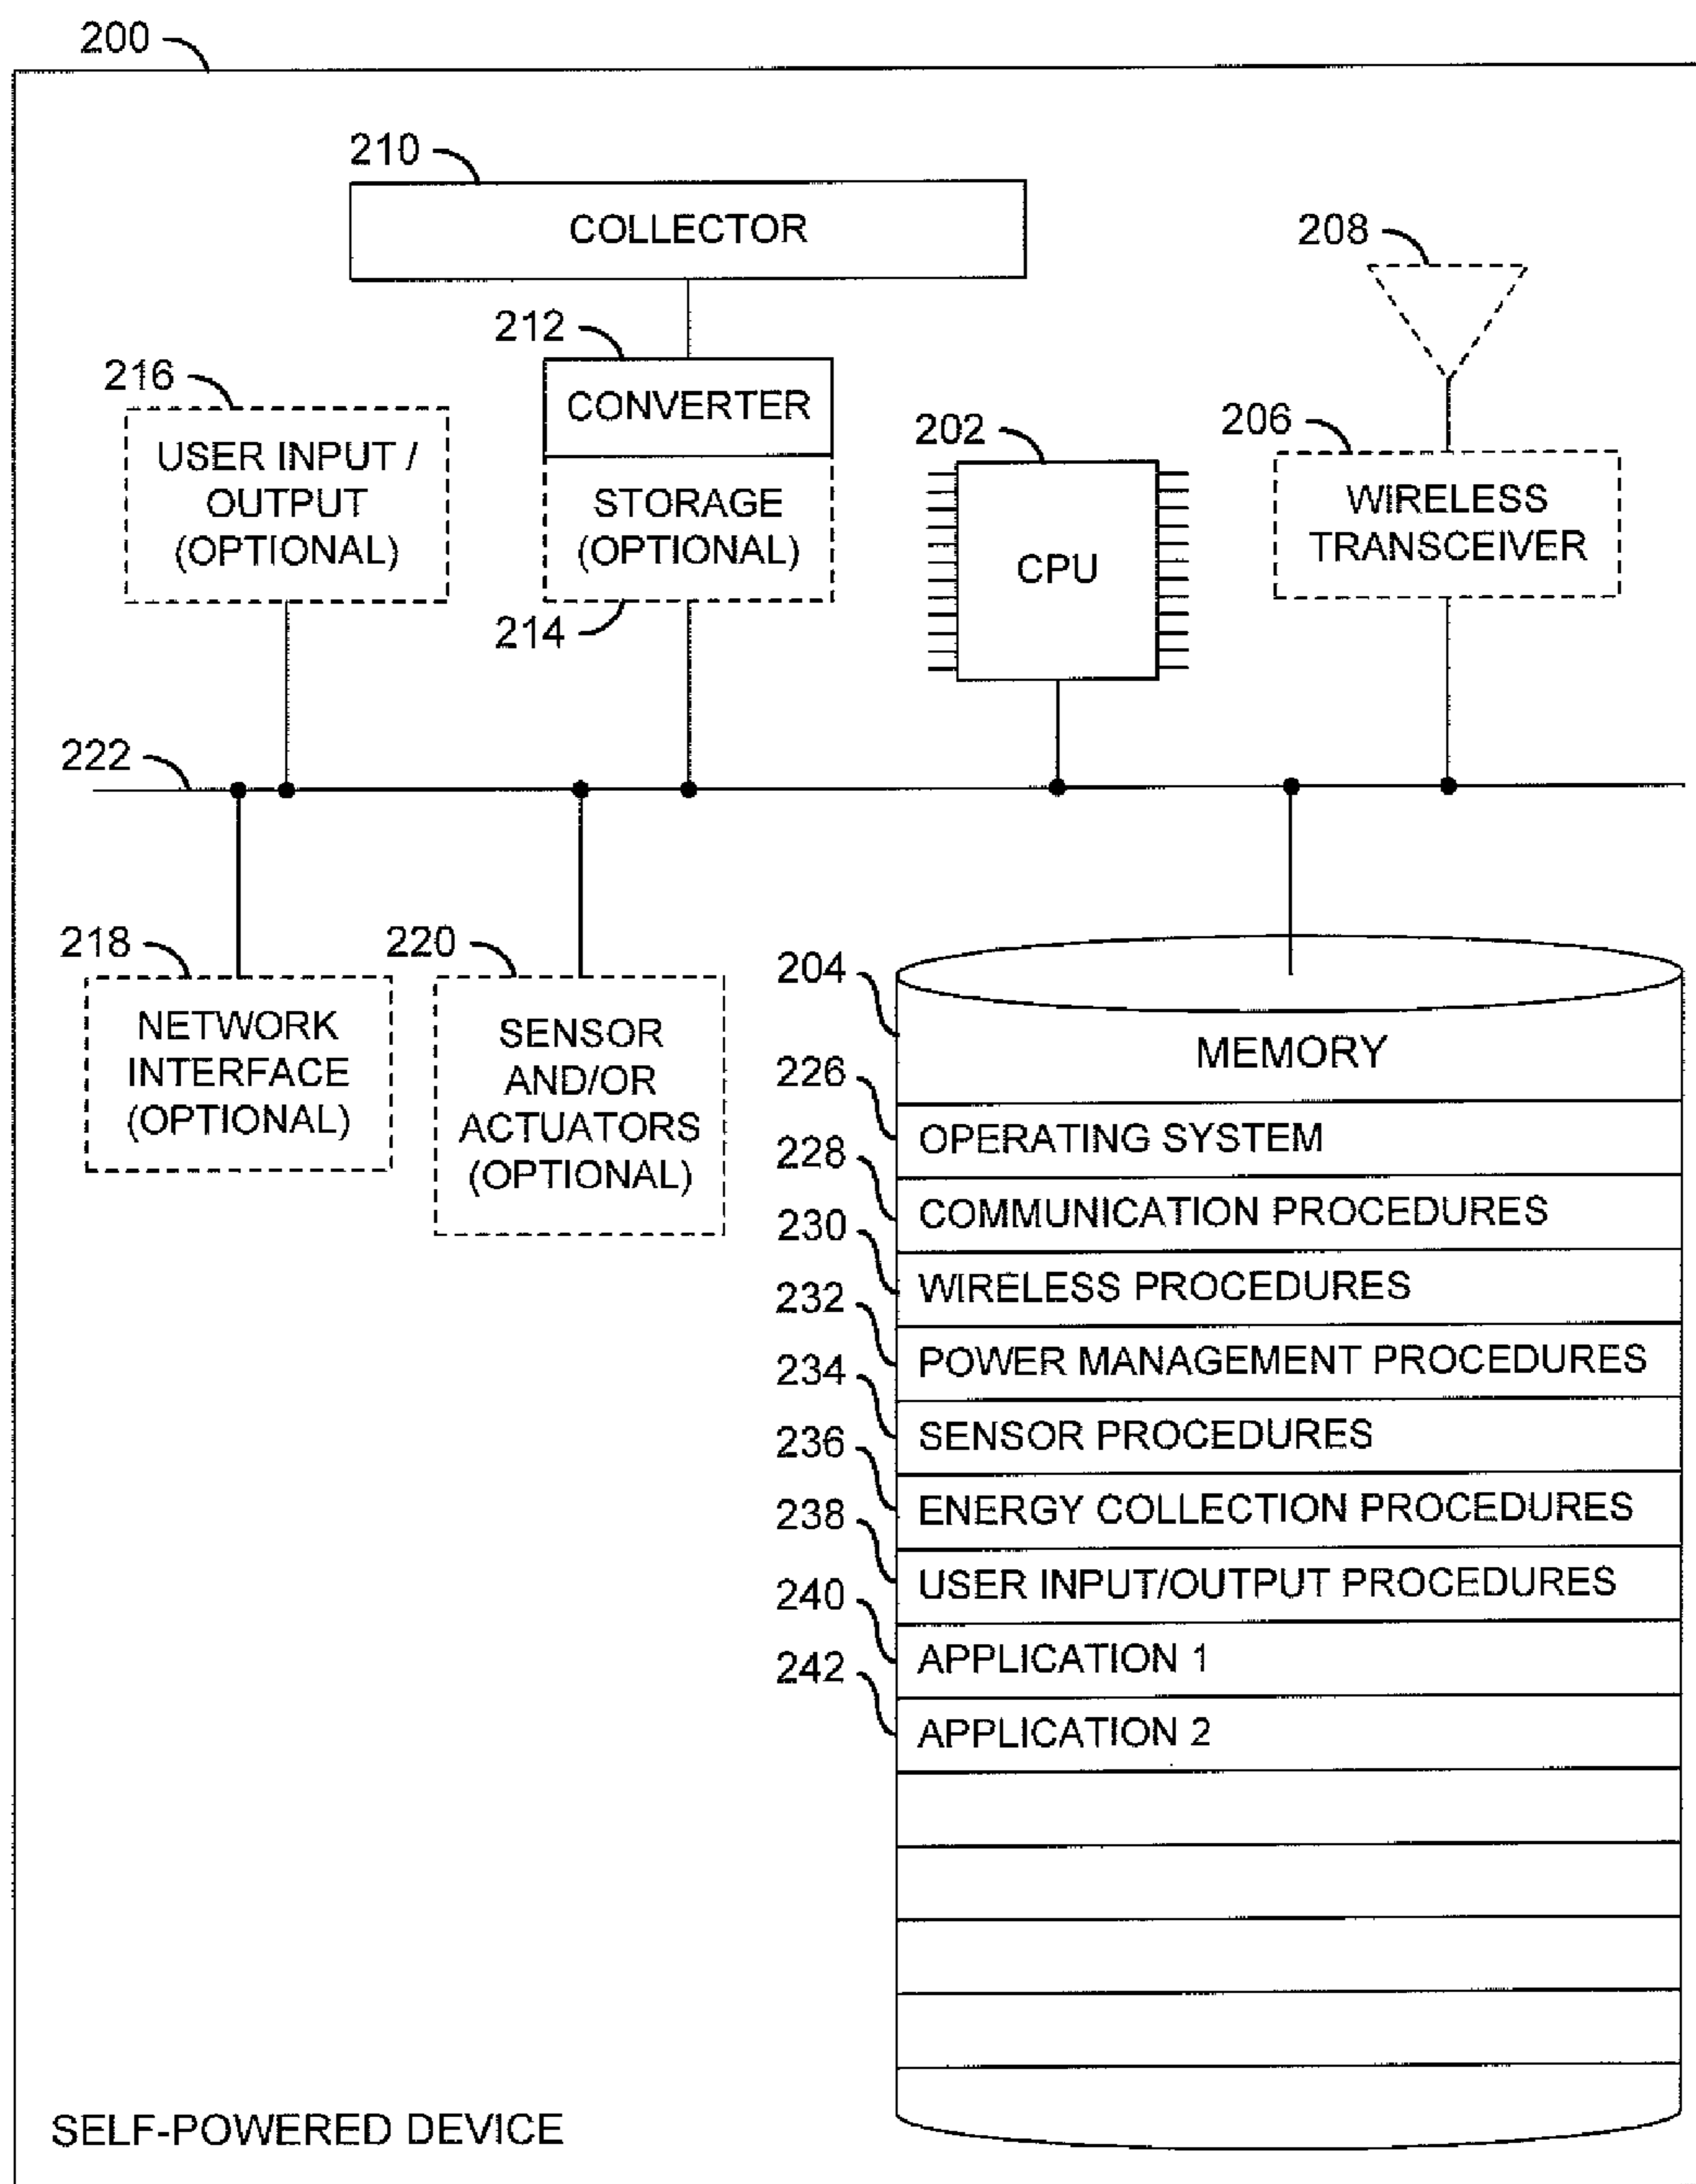 200
210
COLLECTOR
208
212
CONVERTER
216
USER INPUT /
OUTPUT
(OPTIONAL)
STORAGE
(OPTIONAL)
214
202
CPU
206
WIRELESS
TRANSCEIVER
222
218
NETWORK
INTERFACE
(OPTIONAL)
220
SENSOR
AND/OR
ACTUATORS
(OPTIONAL)
204
MEMORY
226
OPERATING SYSTEM
228
COMMUNICATION PROCEDURES
230
WIRELESS PROCEDURES
232
POWER MANAGEMENT PROCEDURES
234
SENSOR PROCEDURES
236
ENERGY COLLECTION PROCEDURES
238
USER INPUT/OUTPUT PROCEDURES
240
APPLICATION 1
242
APPLICATION 2
SELF-POWERED DEVICE